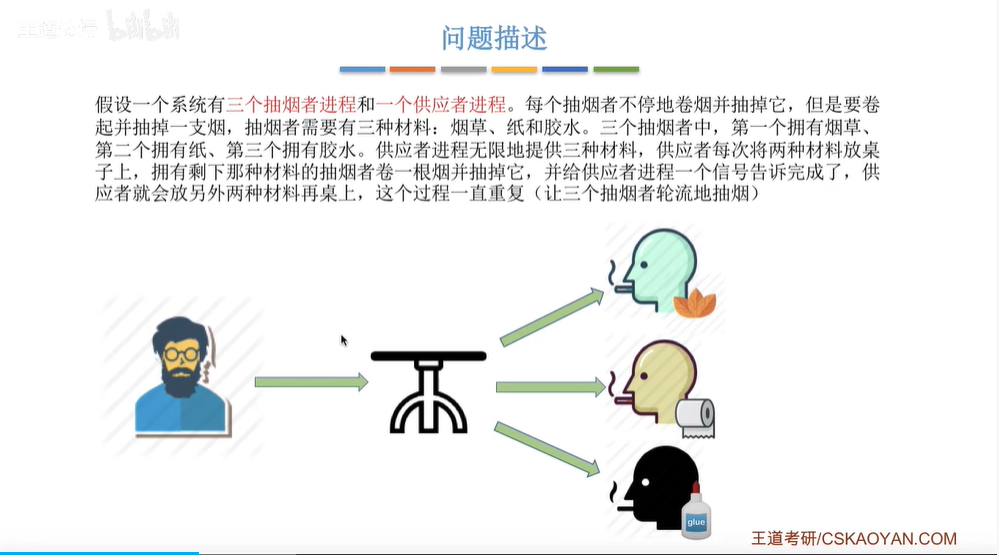 王道考研 bilibili
问题描述
假设一个系统有三个抽烟者进程和一个供应者进程。每个抽烟者不停地卷烟并抽掉它，但是要卷
起并抽掉一支烟，抽烟者需要有三种材料：烟草、纸和胶水。三个抽烟者中，第一个拥有烟草、
第二个拥有纸、第三个拥有胶水。供应者进程无限地提供三种材料，供应者每次将两种材料放桌
子上，拥有剩下那种材料的抽烟者卷一根烟并抽掉它，并给供应者进程一个信号告诉完成了，供
应者就会放另外两种材料再桌上，这个过程一直重复（让三个抽烟者轮流地抽烟）
glue
王道考研/CSKAOYAN.COM